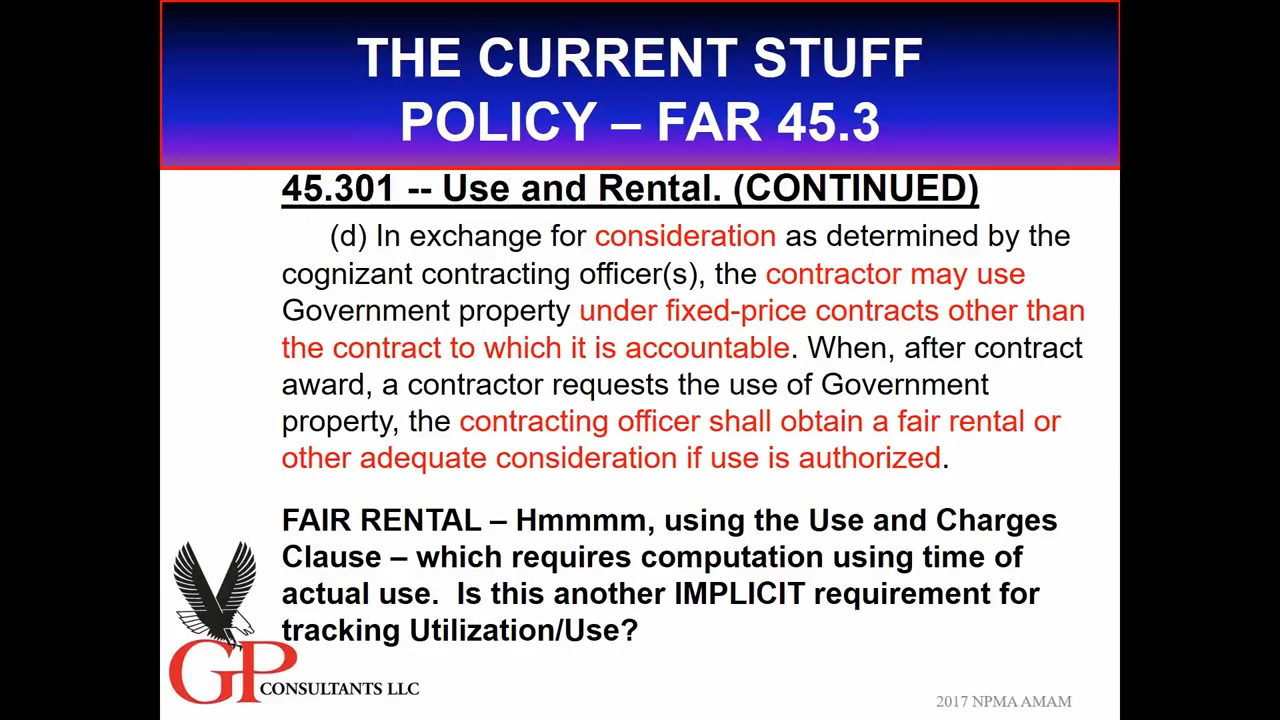 THE CURRENT STUFF
POLICY – FAR 45.3
45.301 -- Use and Rental. (CONTINUED)
(d) In exchange for consideration as determined by the
cognizant contracting officer(s), the contractor may use
Government property under fixed-price contracts other than
the contract to which it is accountable. When, after contract
award, a contractor requests the use of Government
property, the contracting officer shall obtain a fair rental or
other adequate consideration if use is authorized.
FAIR RENTAL – Hmmmm, using the Use and Charges
Clause – which requires computation using time of
actual use.  Is this another IMPLICIT requirement for
tracking Utilization/Use?
GP CONSULTANTS LLC
2017 NPMA AMAM